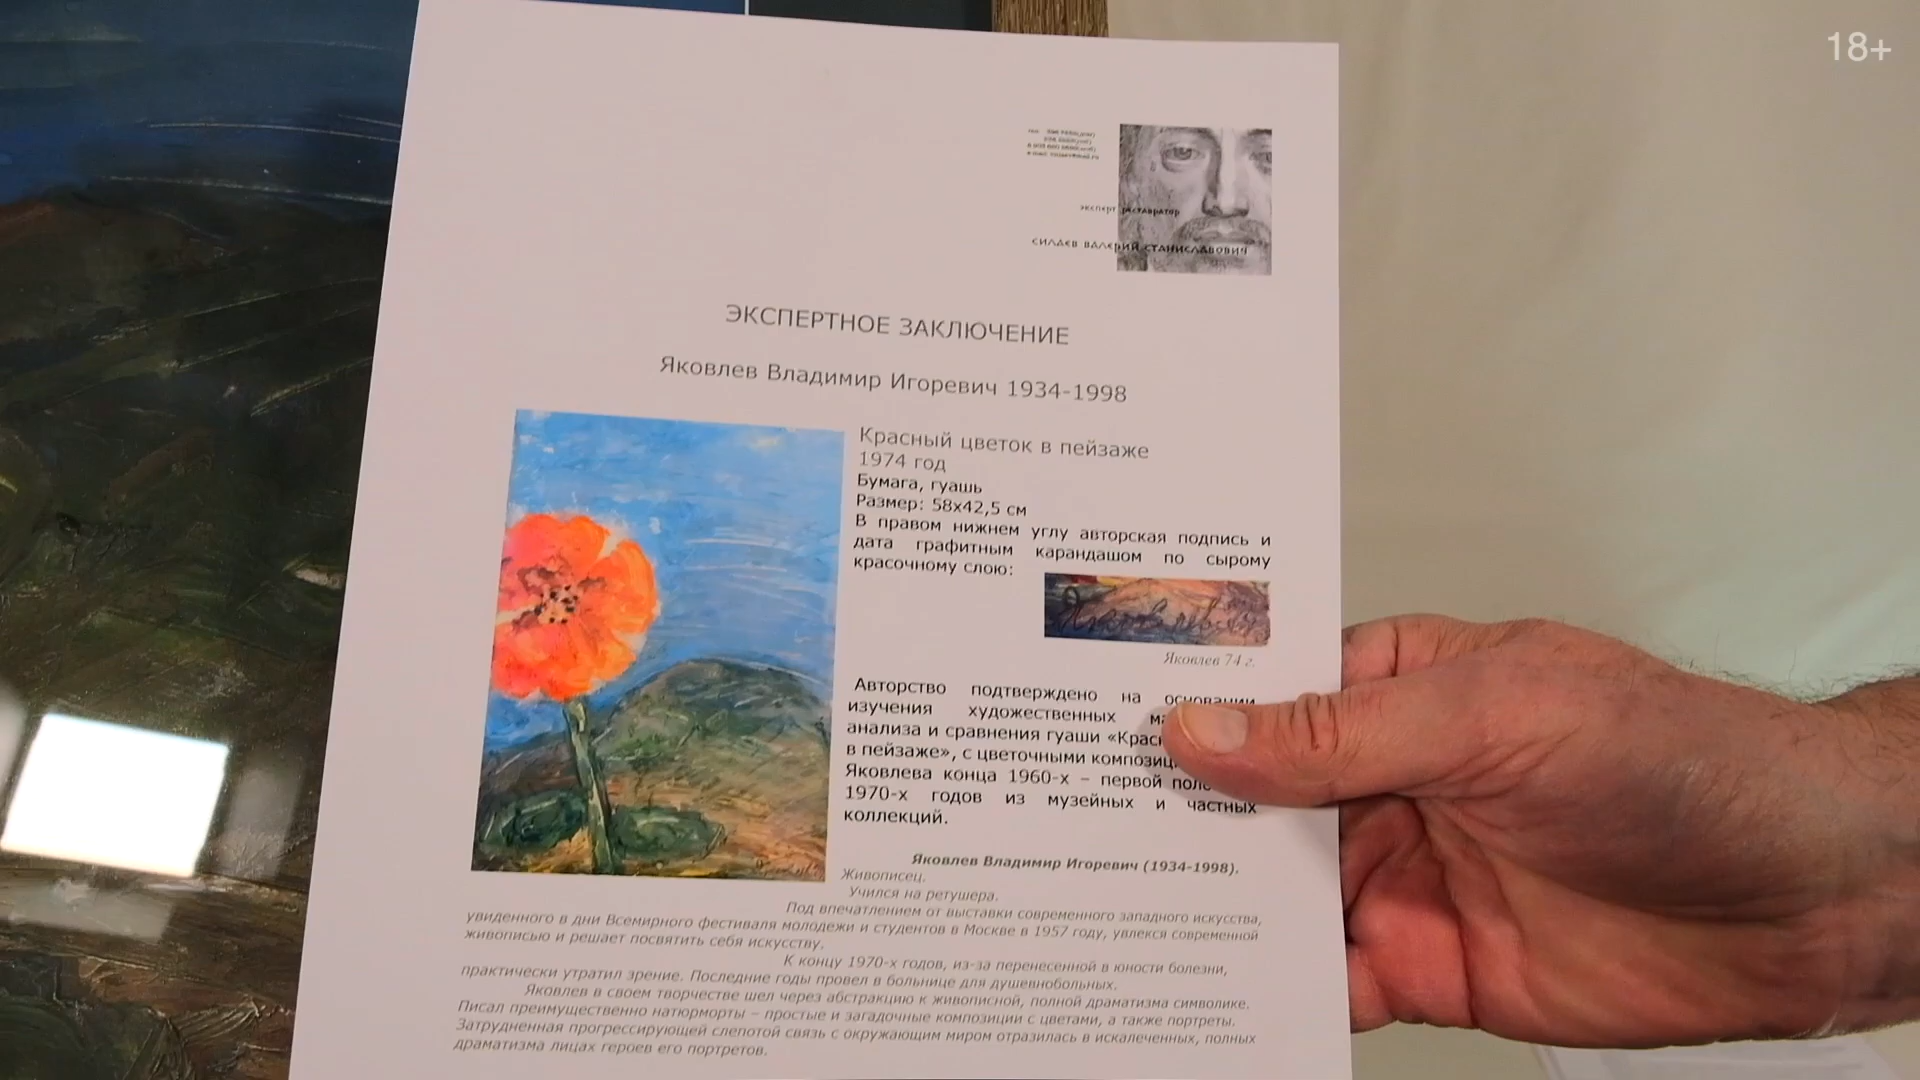 18+
эксперт реставратор
СИЛАЕВ ВАЛЕРИЙ СТАНИСЛАВОВИЧ
ЭКСПЕРТНОЕ ЗАКЛЮЧЕНИЕ
Яковлев Владимир Игоревич 1934-1998
Красный цветок в пейзаже
1974 год
Бумага, гуашь
Размер: 58х42,5 см
В правом нижнем углу авторская подпись и
дата графитным карандашом по сырому
красочному слою:
Яковлев 74 г.
Авторство подтверждено на основании
изучения художественных
анализа и сравнения гуаши
в пейзаже», с цветочными
Яковлева конца 1960-х – первой
1970-х годов из музейных и частных
коллекций.
Яковлев Владимир Игоревич (1934-1998).
Живописец.
Учился на ретушера.
Под впечатлением от выставки современного западного искусства,
увиденного в дни Всемирного фестиваля молодежи и студентов в Москве в 1957 году, увлекся современной
живописью и решает посвятить себя искусству.
К концу 1970-х годов, из-за перенесенной в юности болезни,
практически утратил зрение. Последние годы провел в больнице для душевнобольных.
Яковлев в своем творчестве шел через абстракцию к живописной, полной драматизма символике.
Писал преимущественно натюрморты – простые и загадочные композиции с цветами, а также портреты.
Затрудненная прогрессирующей слепотой связь с окружающим миром отразилась в искалеченных, полных
драматизма лицах героев его портретов.